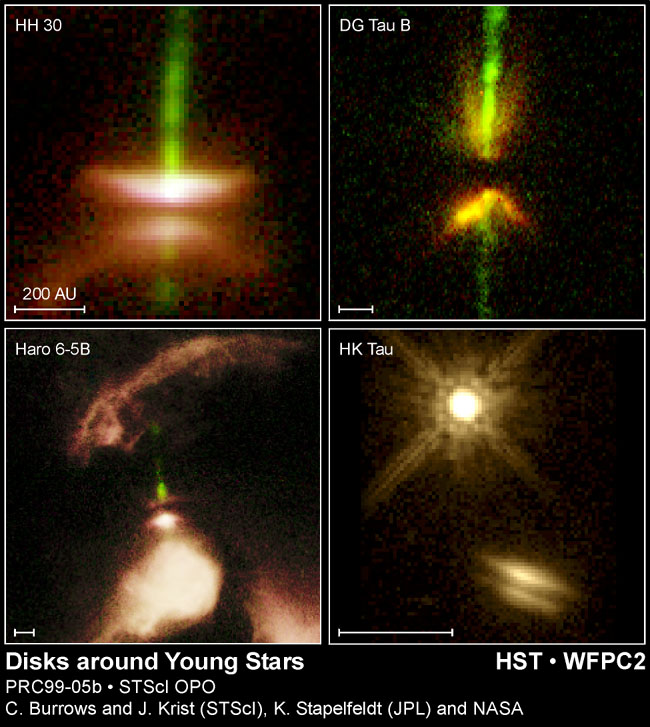 HH 30
DG Tau B
200 AU
Haro 6-5B
HK Tau
Disks around Young Stars
HST • WFPC2
PRC99-05b • STScI OPO
C. Burrows and J. Krist (STScI), K. Stapelfeldt (JPL) and NASA